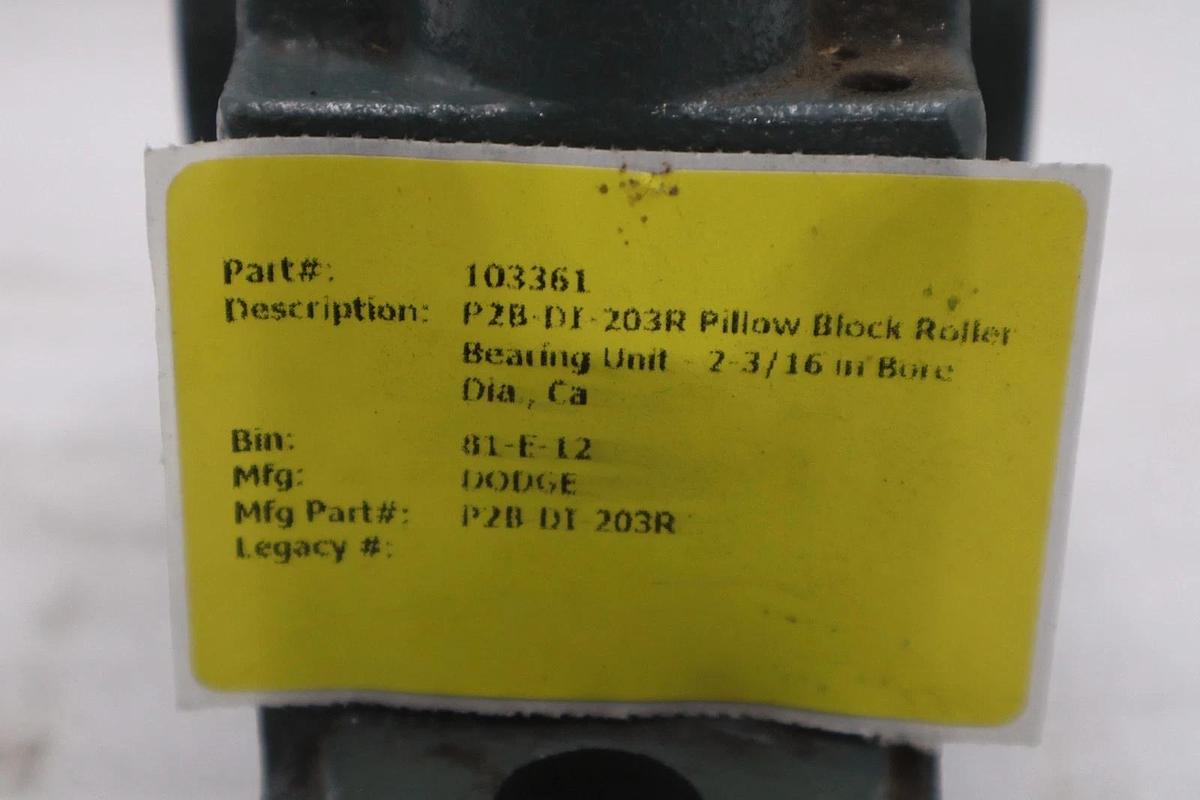 Part#: 103361
Description: P2B-DI-203R Pillow Block Roller
Bearing Unit - 2-3/16 in Bore
Dia., Ca
Bin: 81-E-12
Mfg: DODGE
Mfg Part#: P2B-DI-203R
Legacy #: